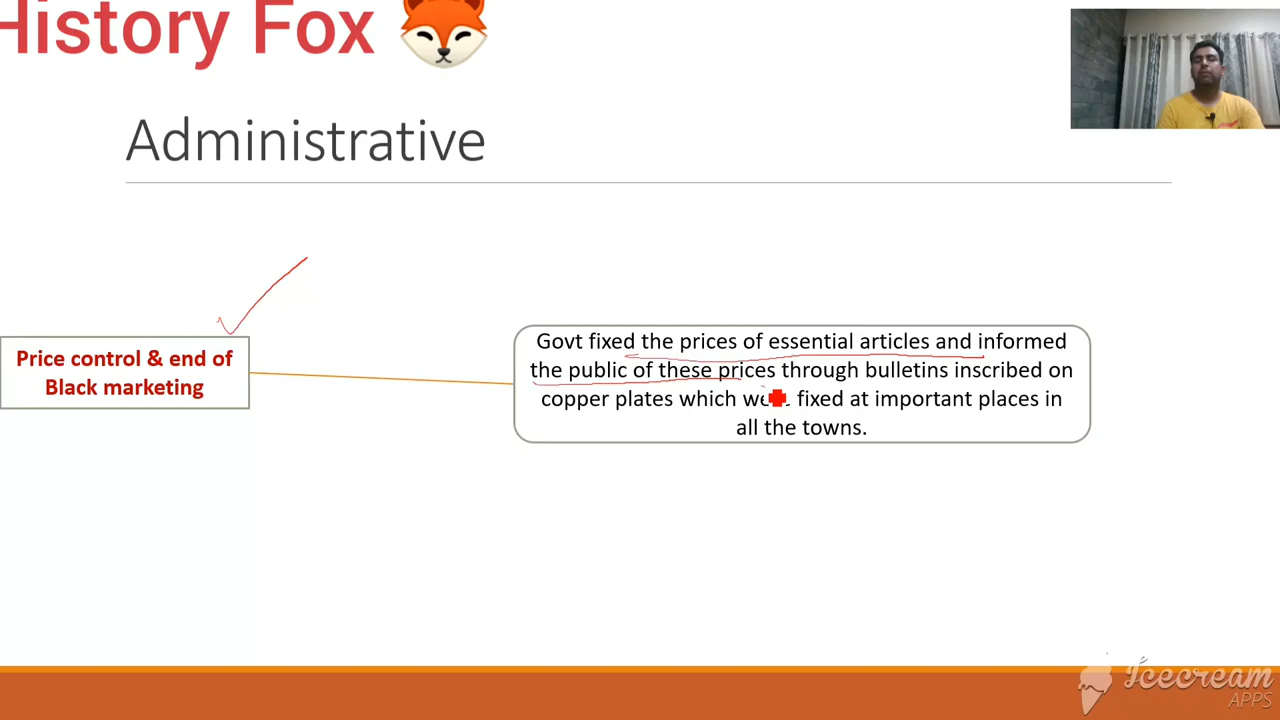 History Fox
Administrative
Price control & end of
Black marketing
Govt fixed the prices of essential articles and informed
the public of these prices through bulletins inscribed on
copper plates which fixed at important places in
all the towns.
Icecream
APPS